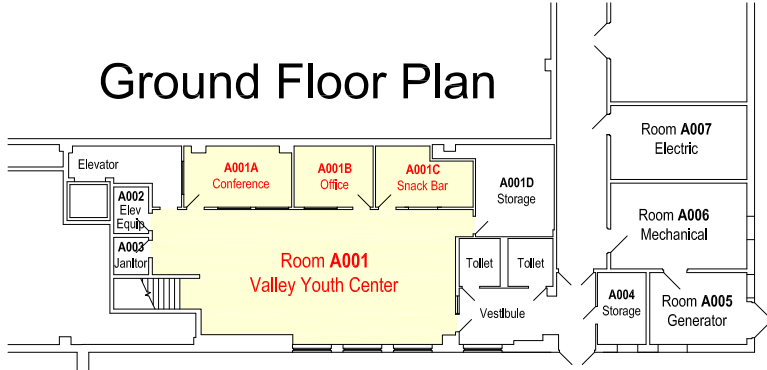 Ground Floor Plan
Room A007
Electric
Elevator
A001A
Conference
A001B
Office
A001C
Snack Bar
A001D
Storage
A002
Elev
Equip
Room A006
Mechanical
A003
Janitor
Room A001
Valley Youth Center
Toilet
Toilet
A004
Storage
Room A005
Generator
Vestibule